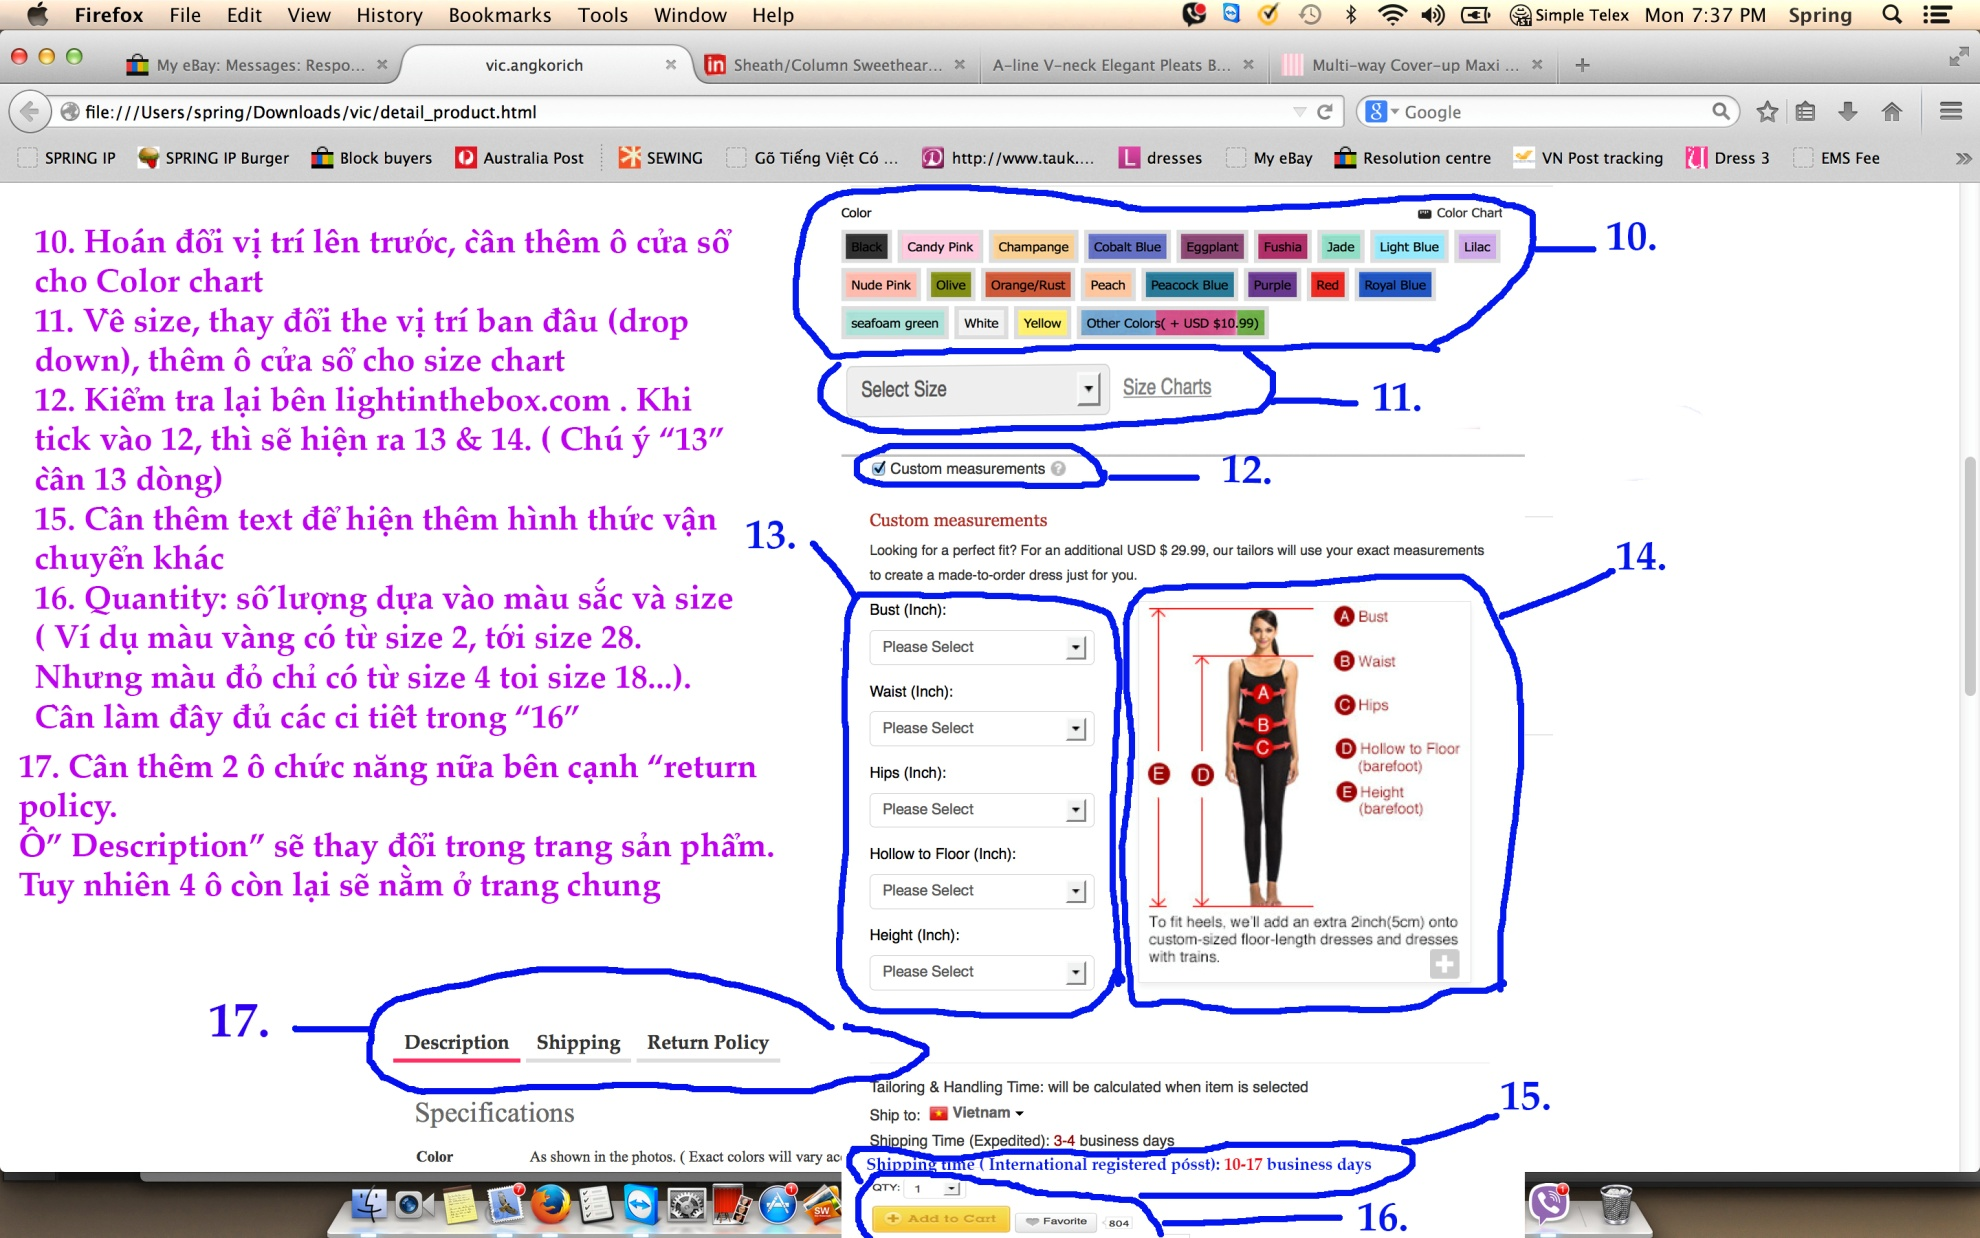 Firefox File Edit View History Bookmarks Tools Window Help
Simple Telex Mon 7:37 PM Spring
My eBay: Messages: Respo...
vic.angkorich
Sheath/Column Sweethear...
A-line V-neck Elegant Pleats B...
Multi-way Cover-up Maxi ...
file:///Users/spring/Downloads/vic/detail_product.html
Google
SPRING IP
SPRING IP Burger
Block buyers
Australia Post
SEWING
Gõ Tiếng Việt Có ...
http://www.tauk....
dresses
My eBay
Resolution centre
VN Post tracking
Dress 3
EMS Fee
10. Hoán đổi vị trí lên trước, cần thêm ô cửa sổ
cho Color chart
11. Về size, thay đổi the vị trí ban đầu (drop
down), thêm ô cửa sổ cho size chart
12. Kiểm tra lại bên lightinthebox.com . Khi
tick vào 12, thì sẽ hiện ra 13 & 14. ( Chú ý “13”
cần 13 dòng)
15. Cần thêm text để hiện thêm hình thức vận
chuyển khác
16. Quantity: số lượng dựa vào màu sắc và size
( Ví dụ màu vàng có từ size 2, tới size 28.
Nhưng màu đỏ chỉ có từ size 4 toi size 18...).
Cần làm đầy đủ các ci tiết trong “16”
17. Cần thêm 2 ô chức năng nữa bên cạnh “return
policy.
Ô” Description” sẽ thay đổi trong trang sản phẩm.
Tuy nhiên 4 ô còn lại sẽ nằm ở trang chung
Color
Color Chart
10.
Black Candy Pink Champange Cobalt Blue Eggplant Fushia Jade Light Blue Lilac
Nude Pink Olive Orange/Rust Peach Peacock Blue Purple Red Royal Blue
seafoam green White Yellow Other Colors( + USD $10.99)
Select Size
Size Charts
11.
Custom measurements ?
12.
Custom measurements
Looking for a perfect fit? For an additional USD $ 29.99, our tailors will use your exact measurements
to create a made-to-order dress just for you.
13.
14.
Bust (Inch):
Please Select
Waist (Inch):
Please Select
Hips (Inch):
Please Select
Hollow to Floor (Inch):
Please Select
Height (Inch):
Please Select
A Bust
B Waist
C Hips
D Hollow to Floor
(barefoot)
E Height
(barefoot)
A
B
C
E
D
To fit heels, we'll add an extra 2inch(5cm) onto
custom-sized floor-length dresses and dresses
with trains.
17.
Description Shipping Return Policy
Specifications
Color As shown in the photos. ( Exact colors will vary acc
Tailoring & Handling Time: will be calculated when item is selected
Ship to: Vietnam
Shipping Time (Expedited): 3-4 business days
15.
Shipping time ( International registered pósst): 10-17 business days
QTY: 1
Add to Cart
Favorite 804
16.